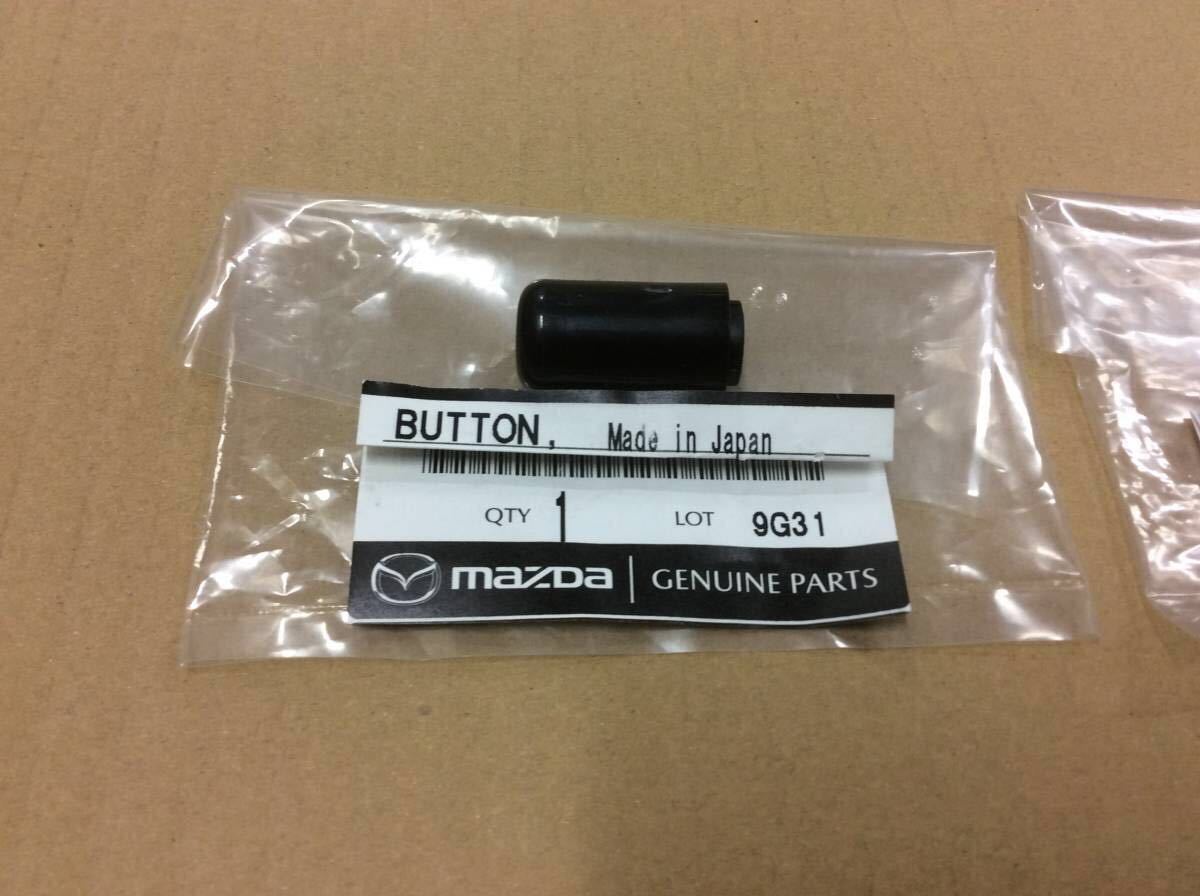 BUTTON, Made in Japan
QTY 1 LOT 9G31
mazda GENUINE PARTS